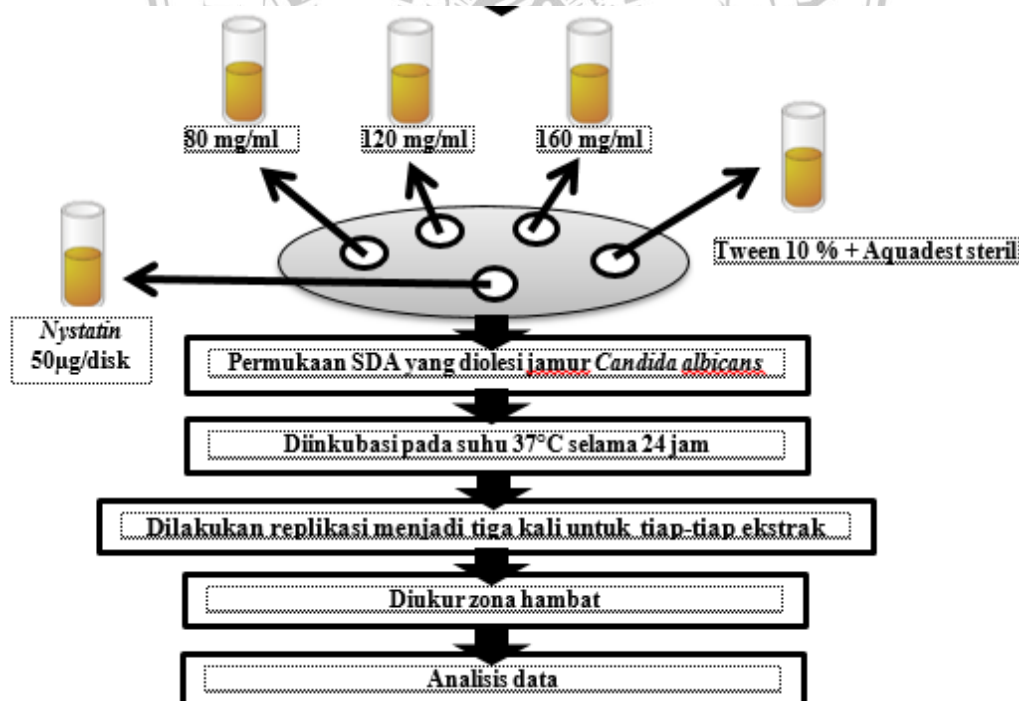 80 mg/ml
120 mg/ml
160 mg/ml
Tween 10 % + Aquadest steril
Nystatin
50µg/disk
Permukaan SDA yang diolesi jamur Candida albicans
Diinkubasi pada suhu 37°C selama 24 jam
Dilakukan replikasi menjadi tiga kali untuk tiap-tiap ekstrak
Diukur zona hambat
Analisis data